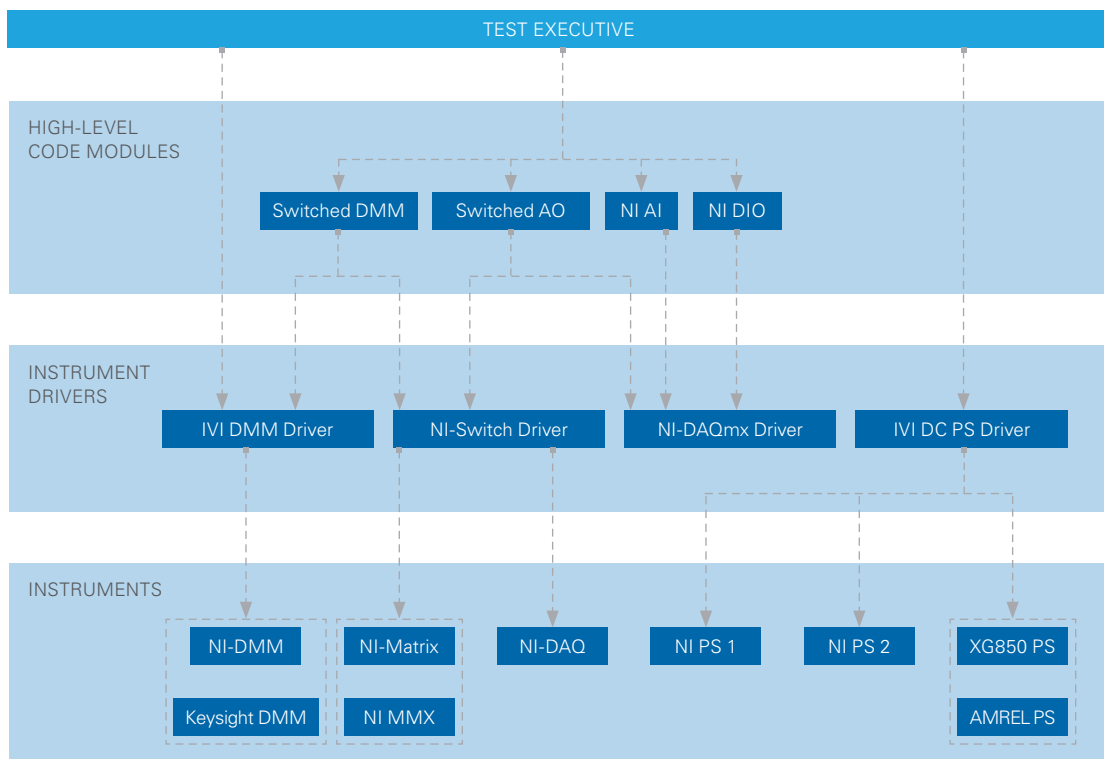 TEST EXECUTIVE
HIGH-LEVEL
CODE MODULES
Switched DMM
Switched AO
NI AI
NI DIO
INSTRUMENT
DRIVERS
IVI DMM Driver
NI-Switch Driver
NI-DAQmx Driver
IVI DC PS Driver
INSTRUMENTS
NI-DMM
NI-Matrix
NI-DAQ
NI PS 1
NI PS 2
XG850 PS
Keysight DMM
NI MMX
AMREL PS